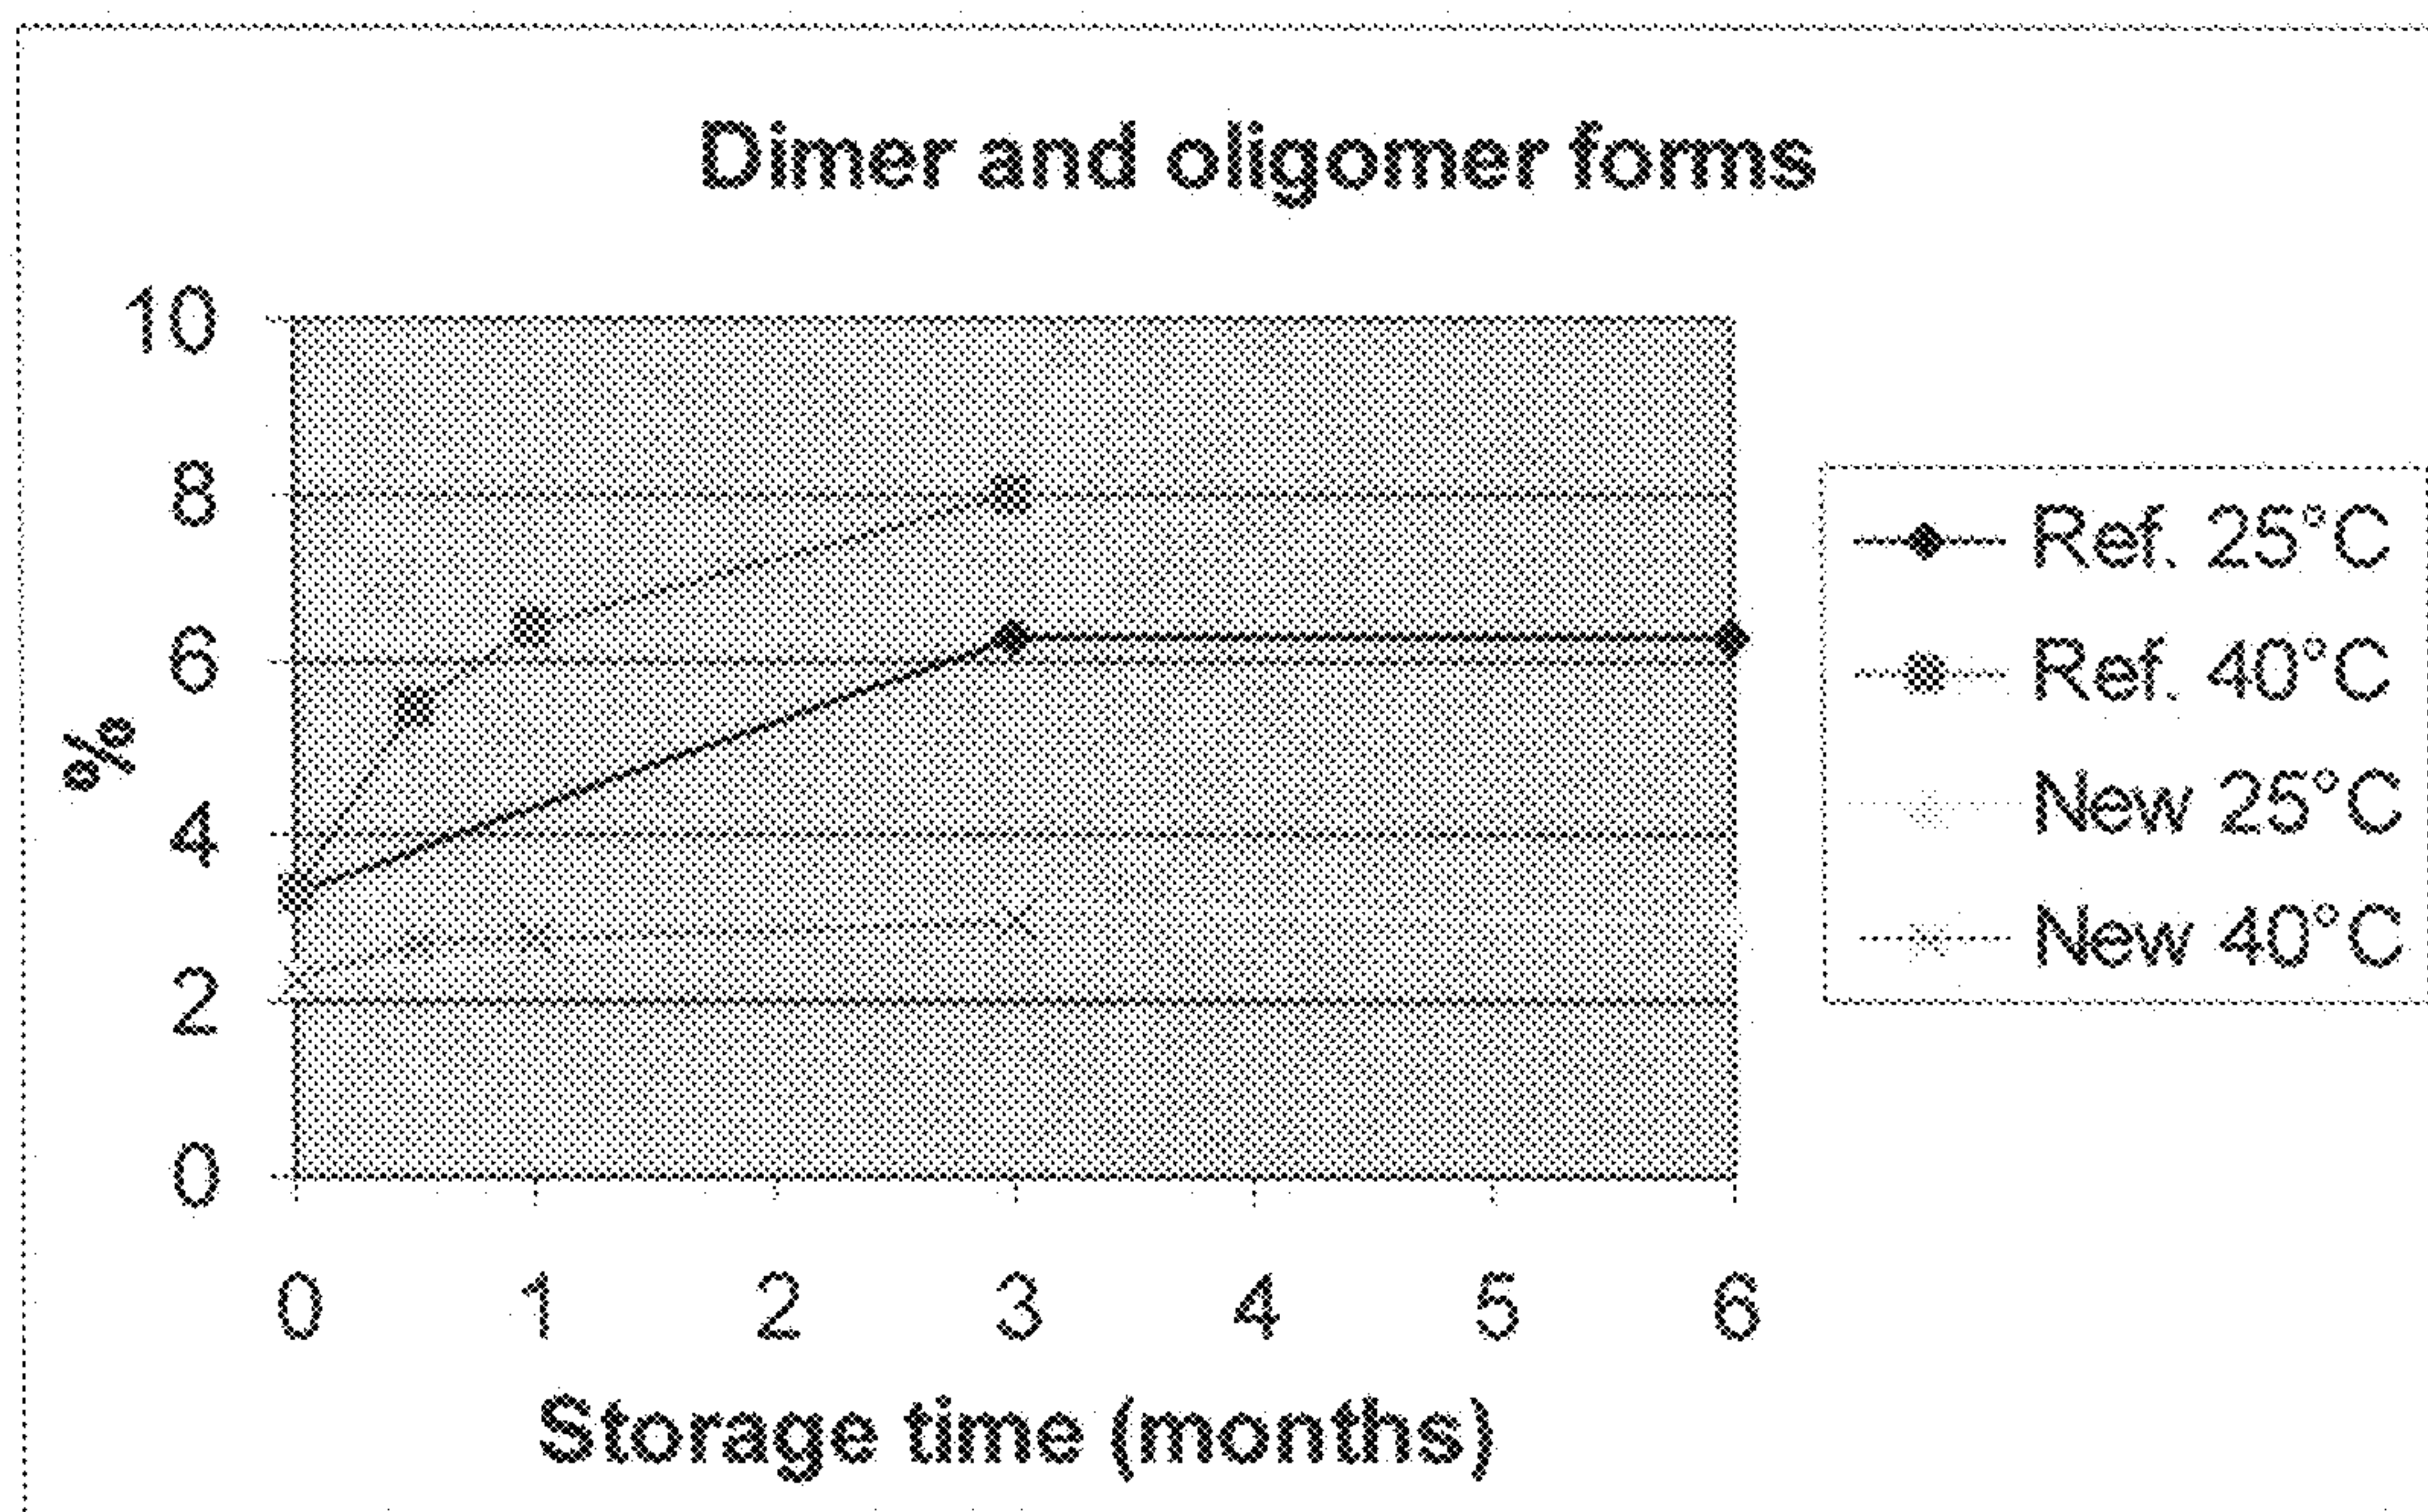 Dimer and oligomer forms
10
8
6
4
2
0
%
0 1 2 3 4 5 6
Storage time (months)
Ref. 25°C
Ref. 40°C
New 25°C
New 40°C